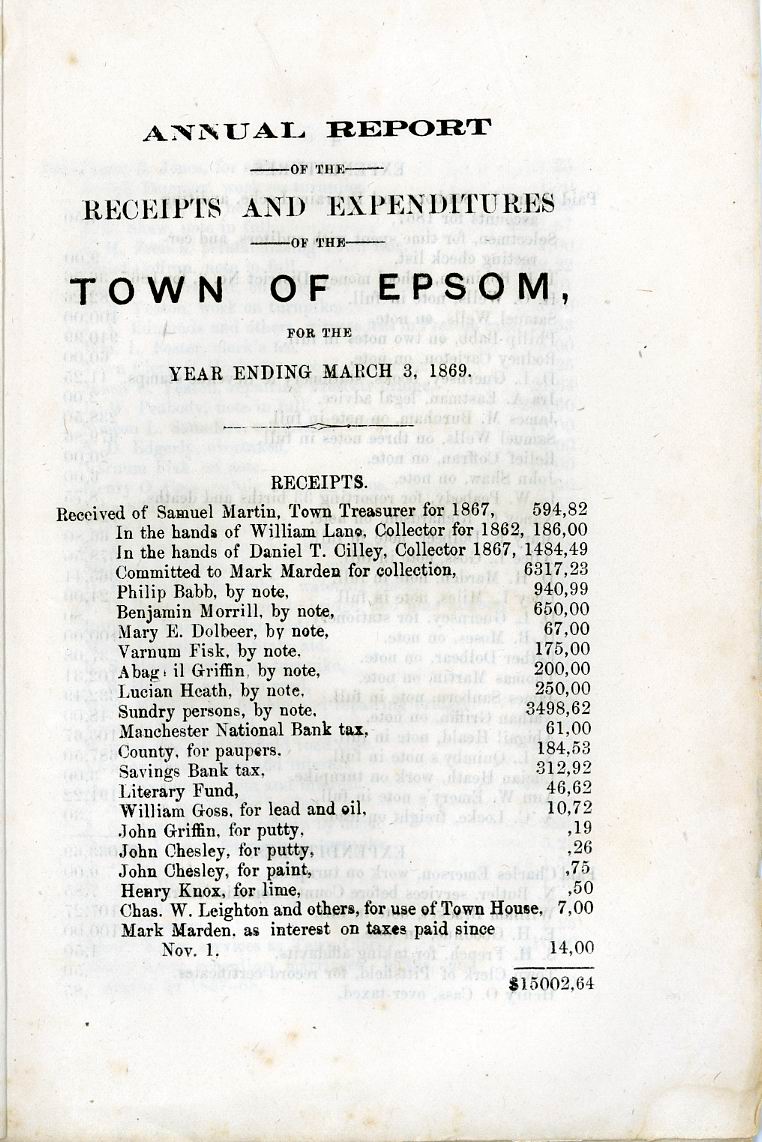 ANNUAL REPORT
OF THE
RECEIPTS AND EXPENDITURES
OF THE
TOWN OF EPSOM,
FOR THE
YEAR ENDING MARCH 3, 1869.
RECEIPTS.
Received of Samuel Martin, Town Treasurer for 1867, 594,82
In the hands of William Lane, Collector for 1862, 186,00
In the hands of Daniel T. Cilley, Collector 1867, 1484,49
Committed to Mark Marden for collection, 6317,23
Philip Babb, by note, 940,99
Benjamin Morrill, by note, 650,00
Mary E. Dolbeer, by note, 67,00
Varnum Fisk, by note, 175,00
Abag il Griffin, by note, 200,00
Lucian Heath, by note, 250,00
Sundry persons, by note, 3498,62
Manchester National Bank tax, 61,00
County, for paupers, 184,53
Savings Bank tax, 312,92
Literary Fund, 46,62
William Goss, for lead and oil, 10,72
John Griffin, for putty, ,19
John Chesley, for putty, ,26
John Chesley, for paint, ,75
Henry Knox, for lime, ,50
Chas. W. Leighton and others, for use of Town House, 7,00
Mark Marden, as interest on taxes paid since
Nov. 1. 14,00
$15002,64